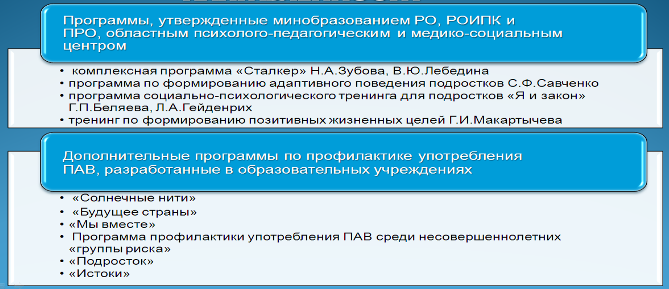 Программы, утвержденные минобразованием РО, РОИПК и
ПРО, областным психолого-педагогическим и медико-социальным
центром
• комплексная программа «Сталкер» Н.А.Зубова, В.Ю.Лебедина
• программа по формированию адаптивного поведения подростков С.Ф.Савченко
• программа социально-психологического тренинга для подростков «Я и закон»
Г.П.Беляева, Л.А.Гейденрих
• тренинг по формированию позитивных жизненных целей Г.И.Макартычева
Дополнительные программы по профилактике употребления
ПАВ, разработанные в образовательных учреждениях
• «Солнечные нити»
• «Будущее страны»
• «Мы вместе»
• Программа профилактики употребления ПАВ среди несовершеннолетних
«группы риска»
• «Подросток»
• «Истоки»